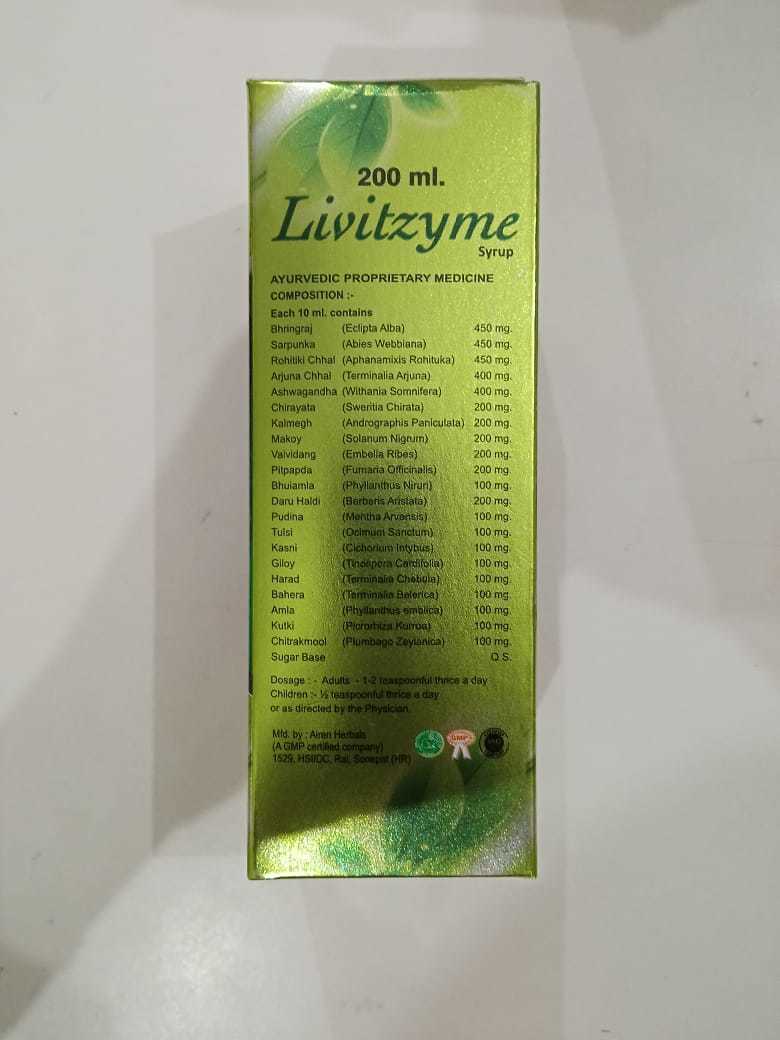 200 ml.
Livitzyme
Syrup
AYURVEDIC PROPRIETARY MEDICINE
COMPOSITION :-
Each 10 ml. contains
Bhringraj (Eclipta Alba) 450 mg.
Sarpunka (Abies Webbiana) 450 mg.
Rohitiki Chhal (Aphanamixis Rohituka) 450 mg.
Arjuna Chhal (Terminalia Arjuna) 400 mg.
Ashwagandha (Withania Somnifera) 400 mg.
Chirayata (Sweritia Chirata) 200 mg.
Kalmegh (Andrographis Paniculata) 200 mg.
Makoy (Solanum Nigrum) 200 mg.
Vaividang (Embelia Ribes) 200 mg.
Pitpapda (Fumaria Officinalis) 200 mg.
Bhuiamla (Phyllanthus Niruri) 100 mg.
Daru Haldi (Berberis Aristata) 200 mg.
Pudina (Mentha Arvensis) 100 mg.
Tulsi (Ocimum Sanctum) 100 mg.
Kasni (Cichorium Intybus) 100 mg.
Giloy (Tinospora Cordifolia) 100 mg.
Harad (Terminalia Chebula) 100 mg.
Bahera (Terminalia Belerica) 100 mg.
Amla (Phyllanthus emblica) 100 mg.
Kutki (Picrorhiza Kurroa) 100 mg.
Chitrakmool (Plumbago Zeylanica) 100 mg.
Sugar Base Q.S.
Dosage : - Adults - 1-2 teaspoonful thrice a day
Children :- ½ teaspoonful thrice a day
or as directed by the Physician.
Mfd. by : Airen Herbals
(A GMP certified company)
1529, HSIIDC, Rai, Sonepat (HR)
GMP